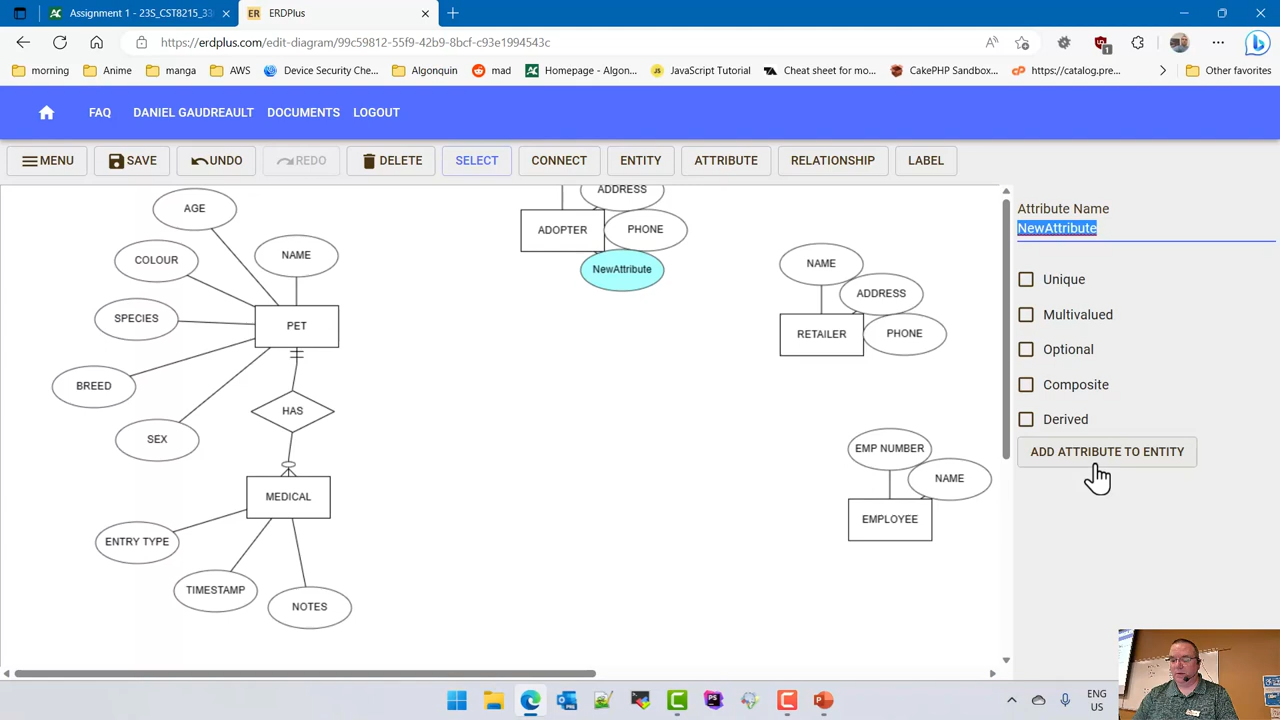 Assignment 1 - 23S_CST8215_33
ERDPlus
https://erdplus.com/edit-diagram/99c59812-55f9-42b9-8bcf-c93e1994543c
morning
Anime
manga
AWS
Device Security Che...
Algonquin
mad
Homepage - Algon...
JavaScript Tutorial
Cheat sheet for mo...
CakePHP Sandbox...
https://catalog.pre...
Other favorites
FAQ
DANIEL GAUDREAULT
DOCUMENTS
LOGOUT
MENU
SAVE
UNDO
REDO
DELETE
SELECT
CONNECT
ENTITY
ATTRIBUTE
RELATIONSHIP
LABEL
ADDRESS
ADOPTER
PHONE
NewAttribute
AGE
COLOUR
NAME
SPECIES
PET
BREED
SEX
HAS
MEDICAL
ENTRY TYPE
TIMESTAMP
NOTES
NAME
ADDRESS
RETAILER
PHONE
EMP NUMBER
NAME
EMPLOYEE
Attribute Name
NewAttribute
Unique
Multivalued
Optional
Composite
Derived
ADD ATTRIBUTE TO ENTITY
ENG
US